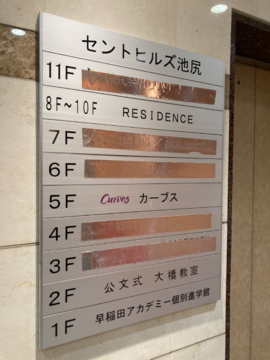 セントヒルズ池尻
11F
8F~10F RESIDENCE
7F
6F
5F Curves カーブス
4F
3F
2F 公文式 大橋教室
1F 早稲田アカデミー個別進学館